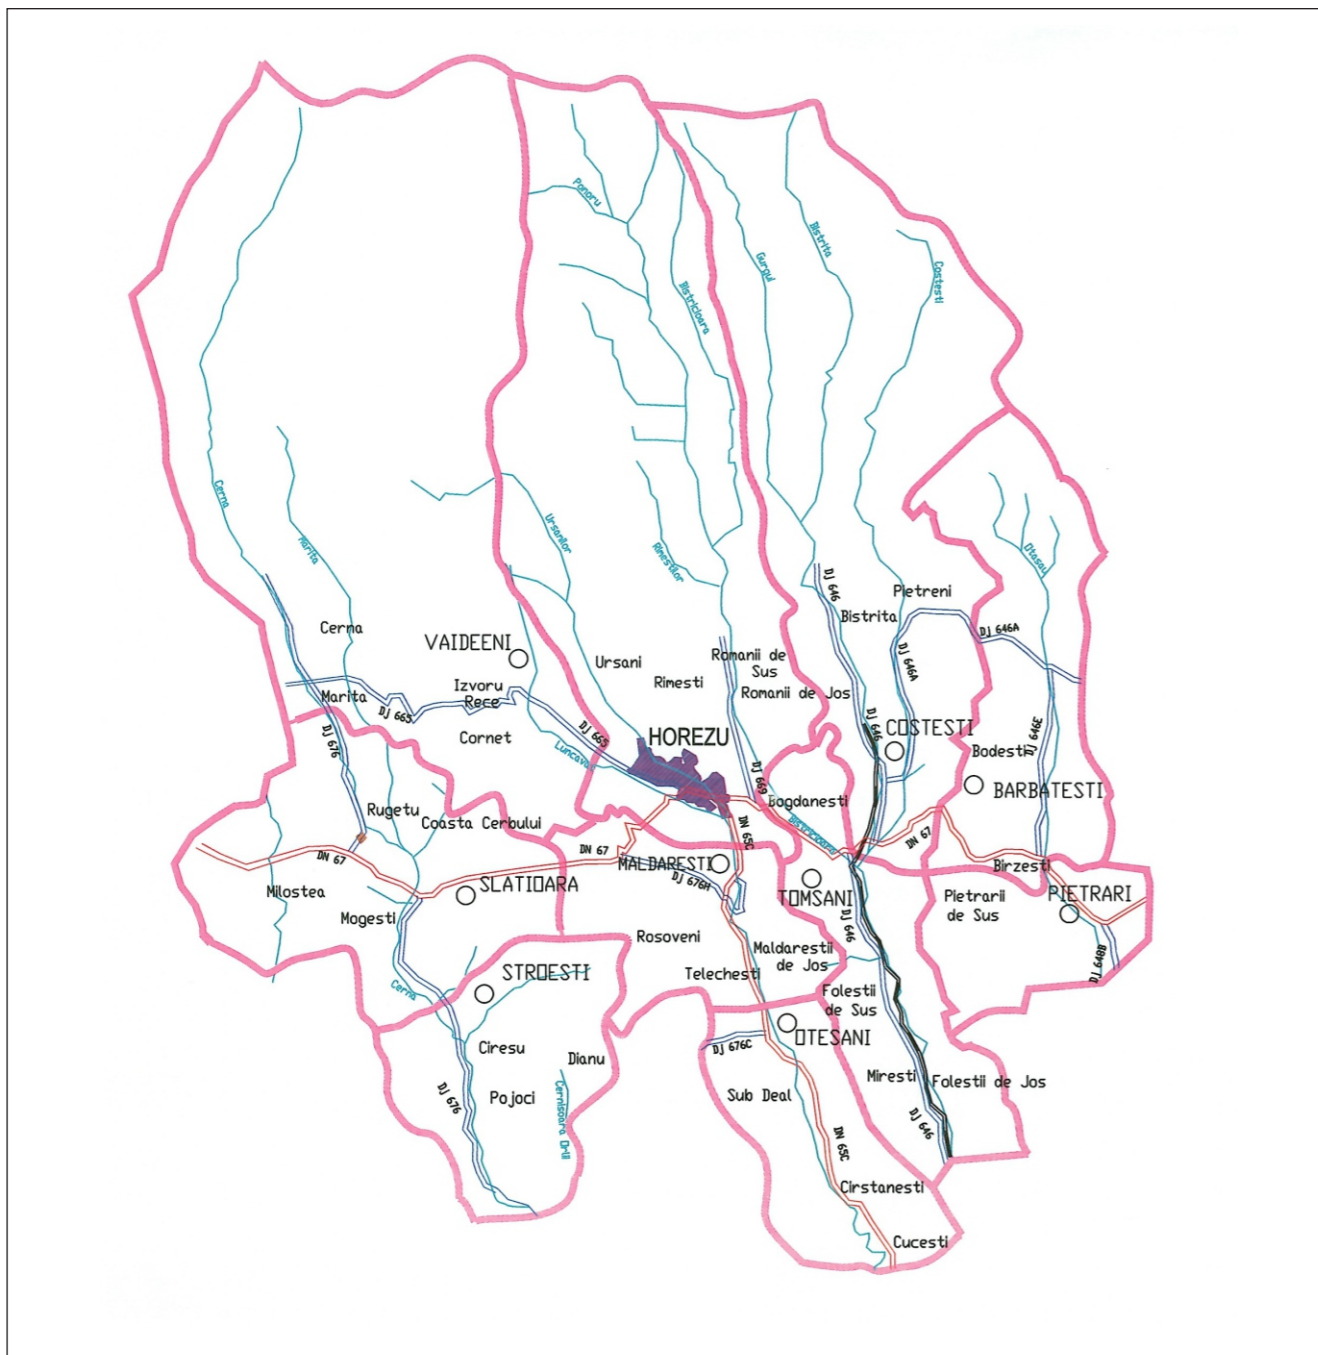 Ponoru
Bistrita
Gurgui
Costesti
Bistricioara
Cerna
Marita
Ursanilor
Rimestilor
Otasau
DJ 646
Pietreni
Bistrita
Cerna
VAIDEENI
Ursani
Romanii de
Sus
DJ 646A
DJ 646A
Rimesti
Romanii de Jos
Izvoru
Rece
Marita
DJ 665
DJ 676
Cornet
DJ 665
Luncavat
HOREZU
DJ 646
COSTESTI
Bodesti
DJ 646E
DJ 669
BARBATESTI
Bogdanesti
Rugetu
Coasta Cerbului
DN 65C
Bistricioara
DN 67
DN 67
DN 67
MALDARESTI
DJ 676H
Birzesti
Milostea
SLATIOARA
TOMSANI
Pietrarii
de Sus
PIETRARI
Mogesti
DJ 646
Rosoveni
Maldarestii
de Jos
DJ 648B
STROESTI
Telechesti
Cerna
Folestii
de Sus
OTESANI
DJ 676C
Ciresu
Dianu
Miresti
Folestii de Jos
DJ 676
Pojoci
Cernisoara Orlii
Sub Deal
DJ 646
DN 65C
Cirstanesti
Cucesti